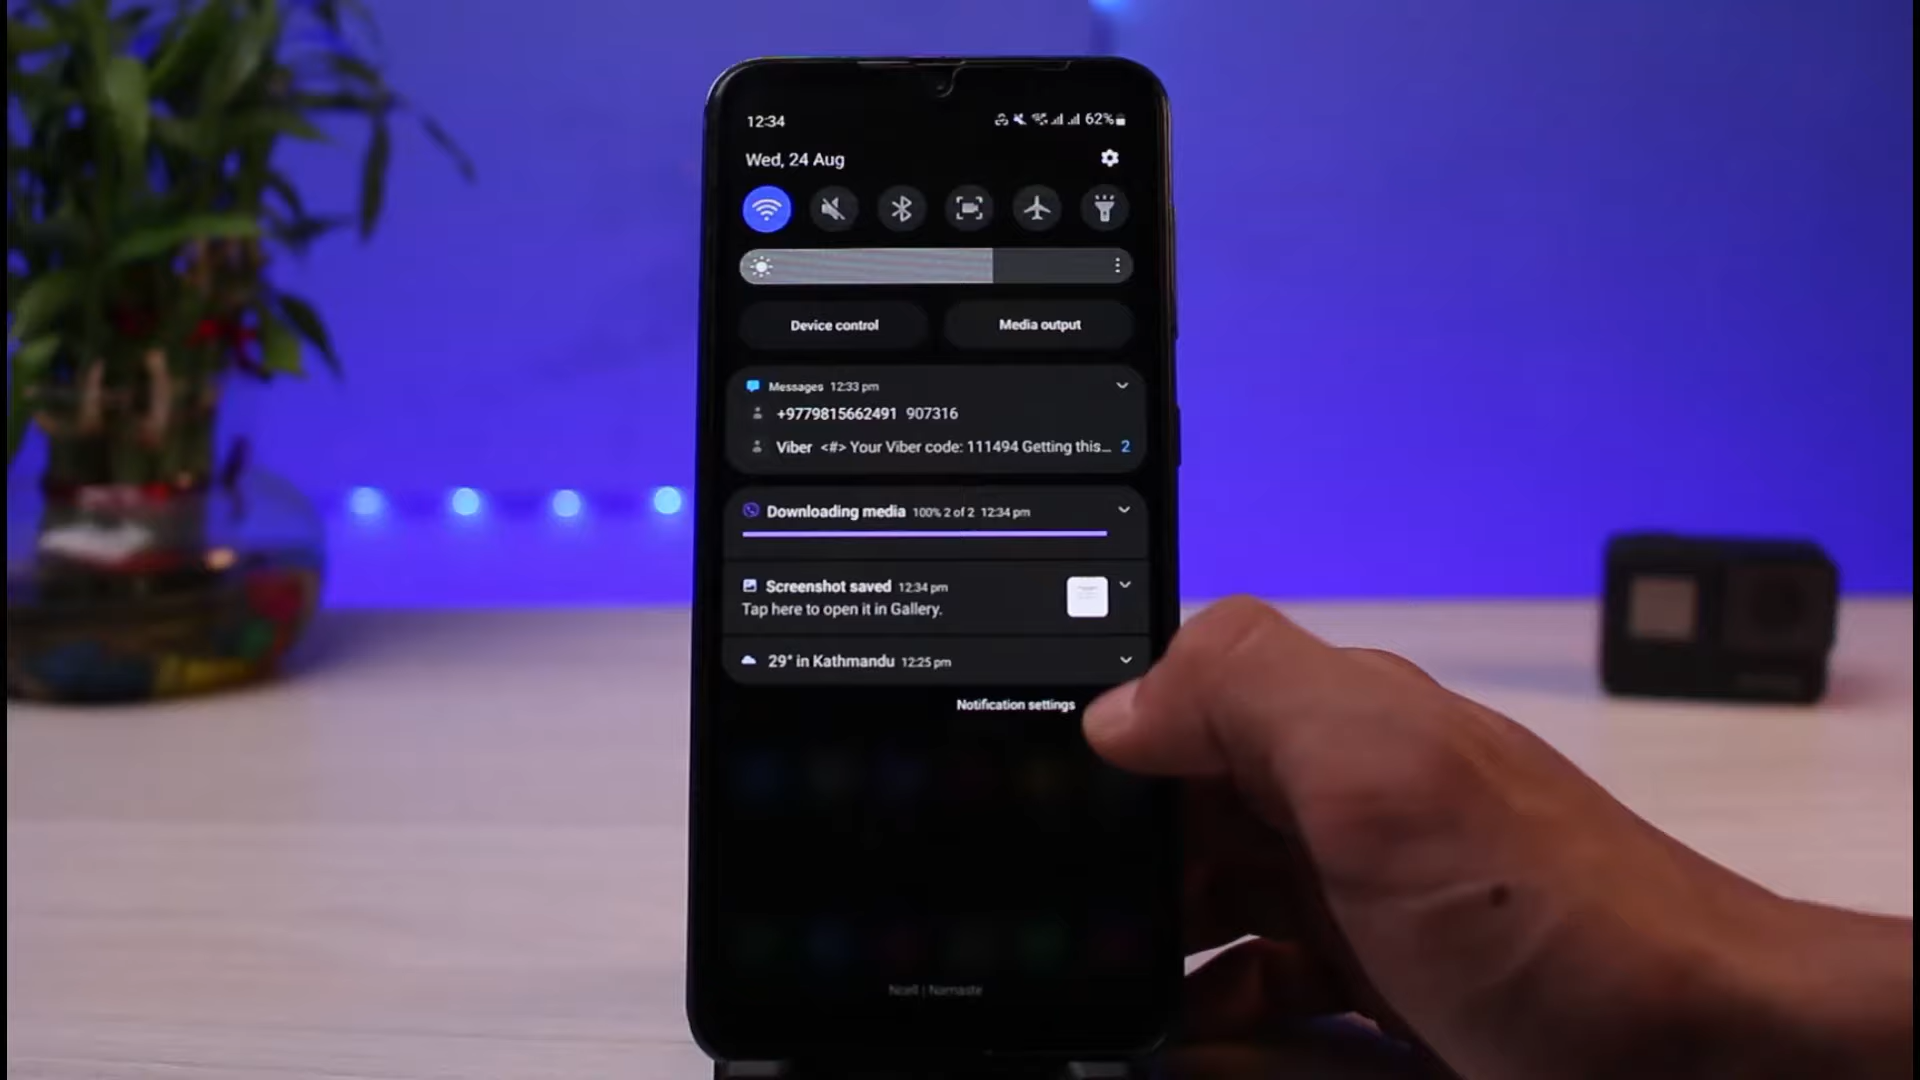 12:34 62%
Wed, 24 Aug
Device control Media output
Messages 12:33 pm
+9779815662491 907316
Viber <#> Your Viber code: 111494 Getting this... 2
Downloading media 100% 2 of 2 12:34 pm
Screenshot saved 12:34 pm
Tap here to open it in Gallery.
29° in Kathmandu 12:25 pm
Notification settings
Ncell | Namaste